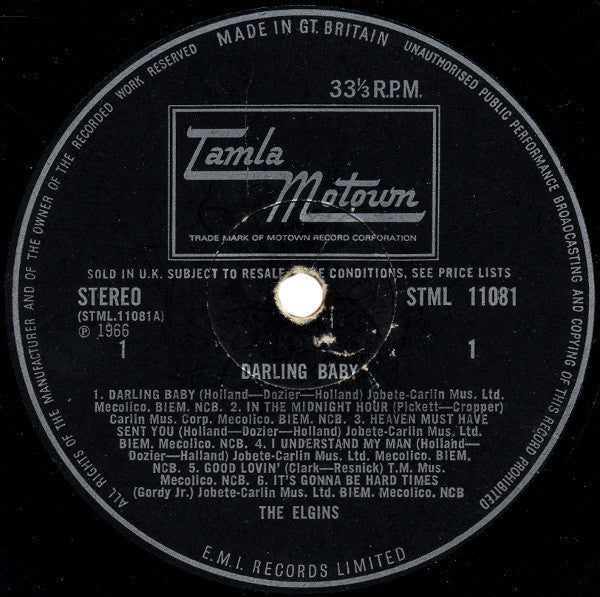 MADE IN GT. BRITAIN
UNAUTHORISED PUBLIC PERFORMANCE BROADCASTING AND COPYING OF THIS RECORD PROHIBITED
ALL RIGHTS OF THE MANUFACTURER AND OF THE OWNER OF THE RECORDED WORK RESERVED
33⅓ R.P.M.
Tamla
Motown
TRADE MARK OF MOTOWN RECORD CORPORATION
SOLD IN U.K. SUBJECT TO RESALE CONDITIONS, SEE PRICE LISTS
STEREO
STML 11081
(STML.11081A)
℗ 1966
1
1
DARLING BABY
1. DARLING BABY (Holland—Dozier—Holland) Jobete-Carlin Mus. Ltd.
Mecolico. BIEM. NCB. 2. IN THE MIDNIGHT HOUR (Pickett—Cropper)
Carlin Mus. Corp. Mecolico. BIEM. NCB. 3. HEAVEN MUST HAVE
SENT YOU (Holland—Dozier—Holland) Jobete-Carlin Mus. Ltd.
BIEM. Mecolico. NCB. 4. I UNDERSTAND MY MAN (Holland—
Dozier—Halland) Jobete-Carlin Mus. Ltd. Mecolico. BIEM.
NCB. 5. GOOD LOVIN' (Clark—Resnick) T.M. Mus.
Mecolico. NCB. 6. IT'S GONNA BE HARD TIMES
(Gordy Jr.) Jobete-Carlin Mus. Ltd. BIEM. Mecolico. NCB
THE ELGINS
E.M.I. RECORDS LIMITED